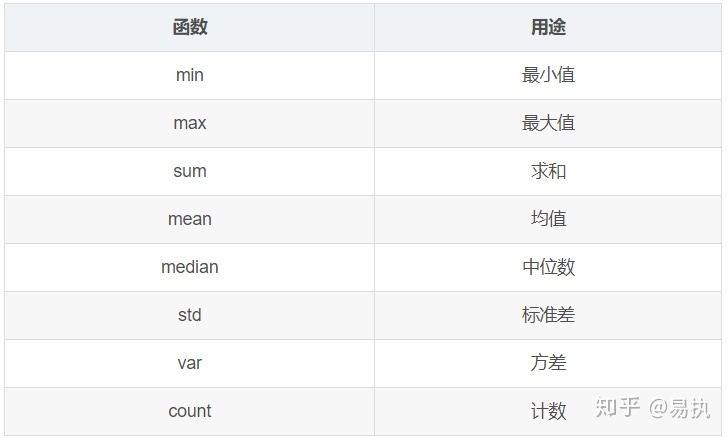 函数 用途
min 最小值
max 最大值
sum 求和
mean 均值
median 中位数
std 标准差
var 方差
count 计数
知乎 @易执